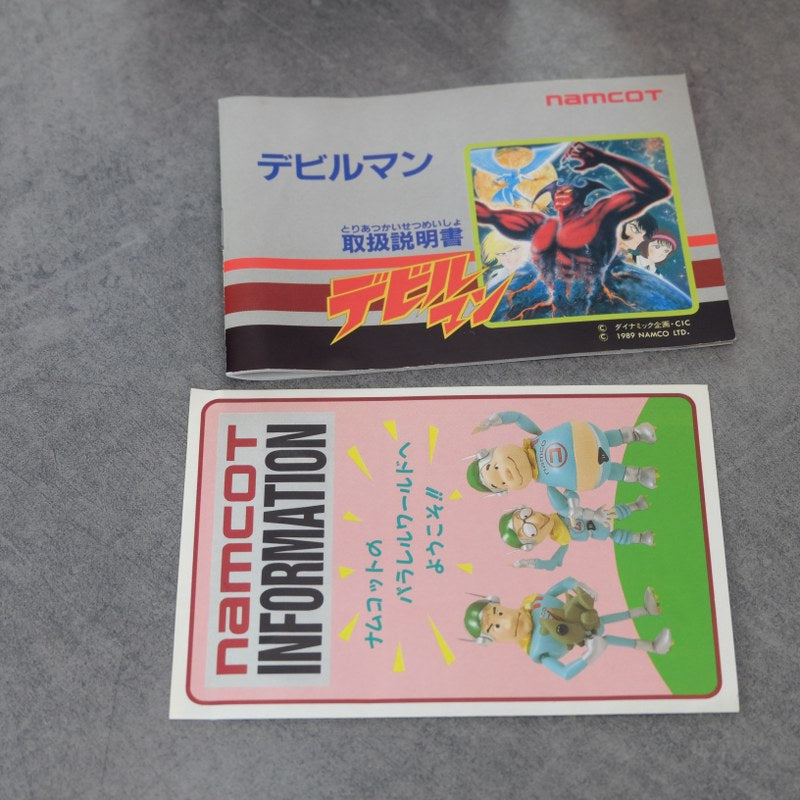 namcot
デビルマン
とりあつかいせつめいしょ
取扱説明書
デビル
マン
© ダイナミック企画・CIC
© 1989 NAMCO LTD.
namcot
INFORMATION
ナムコットの
パラレルワールドへ
ようこそ!!